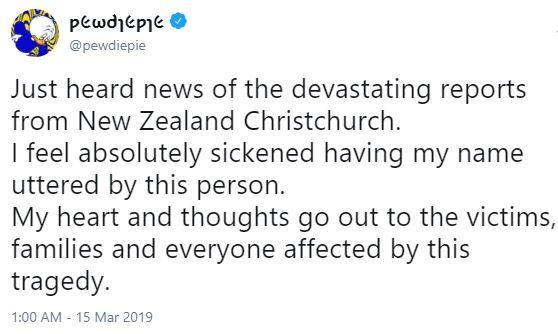 pɕωdɿɕpɿɕ
@pewdiepie
Just heard news of the devastating reports
from New Zealand Christchurch.
I feel absolutely sickened having my name
uttered by this person.
My heart and thoughts go out to the victims,
families and everyone affected by this
tragedy.
1:00 AM - 15 Mar 2019